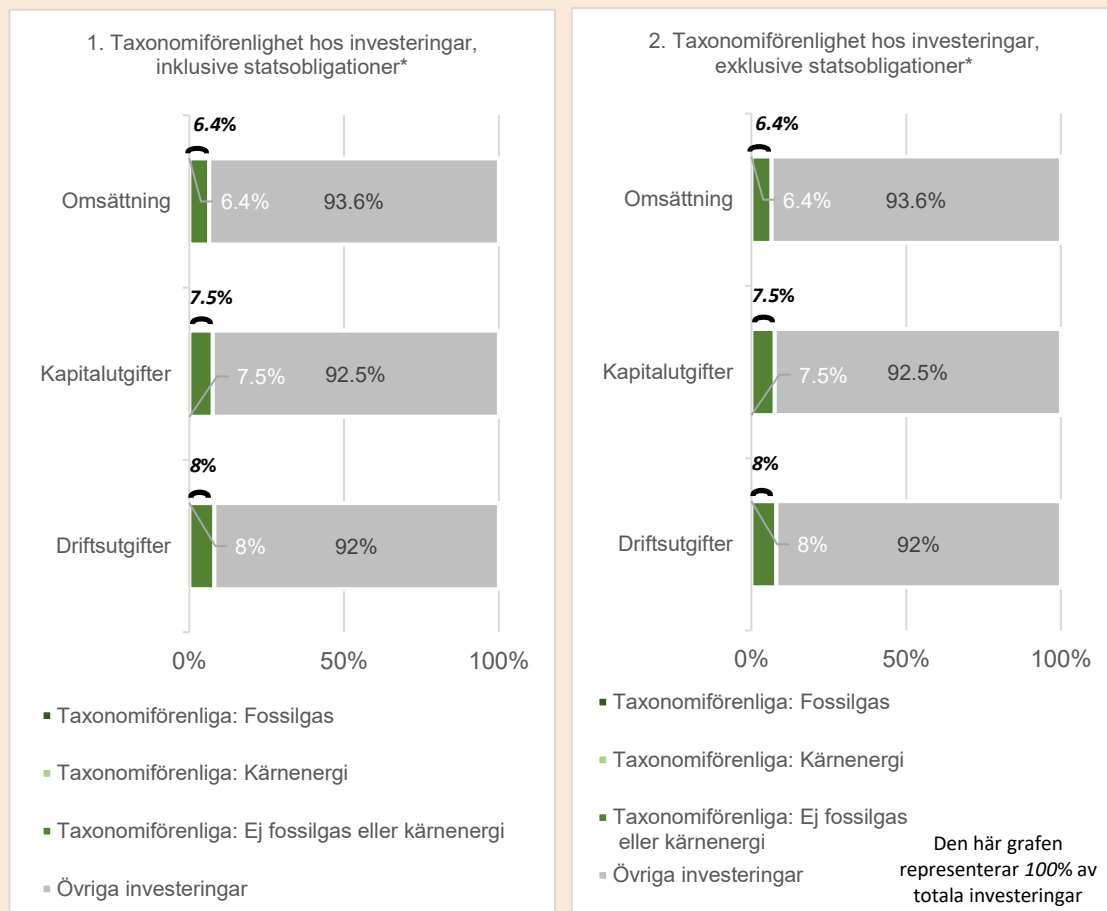 1. Taxonomiförenlighet hos investeringar,
inklusive statsobligationer*
6.4%
Omsättning
6.4%
93.6%
7.5%
Kapitalutgifter
7.5%
92.5%
8%
Driftsutgifter
8%
92%
0%
50%
100%
Taxonomiförenliga: Fossilgas
Taxonomiförenliga: Kärnenergi
Taxonomiförenliga: Ej fossilgas eller kärnenergi
Övriga investeringar
2. Taxonomiförenlighet hos investeringar,
exklusive statsobligationer*
6.4%
Omsättning
6.4%
93.6%
7.5%
Kapitalutgifter
7.5%
92.5%
8%
Driftsutgifter
8%
92%
0%
50%
100%
Taxonomiförenliga: Fossilgas
Taxonomiförenliga: Kärnenergi
Taxonomiförenliga: Ej fossilgas
eller kärnenergi
Övriga investeringar
Den här grafen
representerar 100% av
totala investeringar